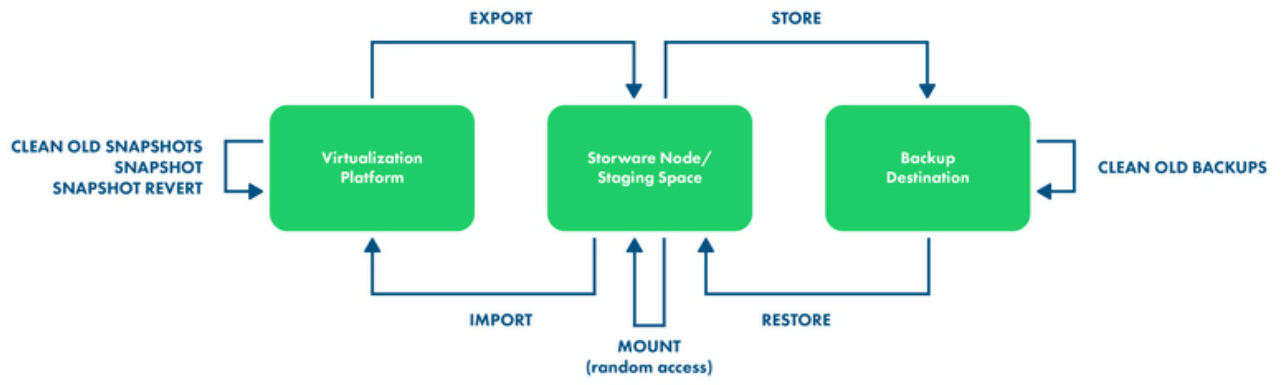 EXPORT
STORE
CLEAN OLD SNAPSHOTS
SNAPSHOT
SNAPSHOT REVERT
Virtualization
Platform
Storware Node/
Staging Space
Backup
Destination
CLEAN OLD BACKUPS
IMPORT
MOUNT
(random access)
RESTORE